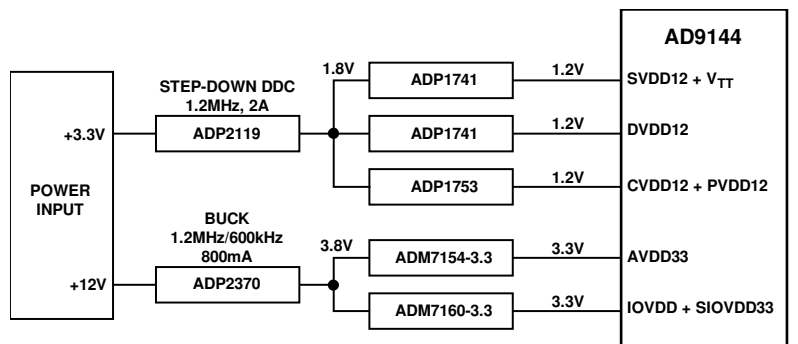 AD9144
1.8V
ADP1741
1.2V
SVDD12 + VTT
STEP-DOWN DDC
1.2MHz, 2A
+3.3V
ADP2119
ADP1741
1.2V
DVDD12
ADP1753
1.2V
CVDD12 + PVDD12
POWER
INPUT
BUCK
1.2MHz/600kHz
800mA
3.8V
ADM7154-3.3
3.3V
AVDD33
+12V
ADP2370
ADM7160-3.3
3.3V
IOVDD + SIOVDD33